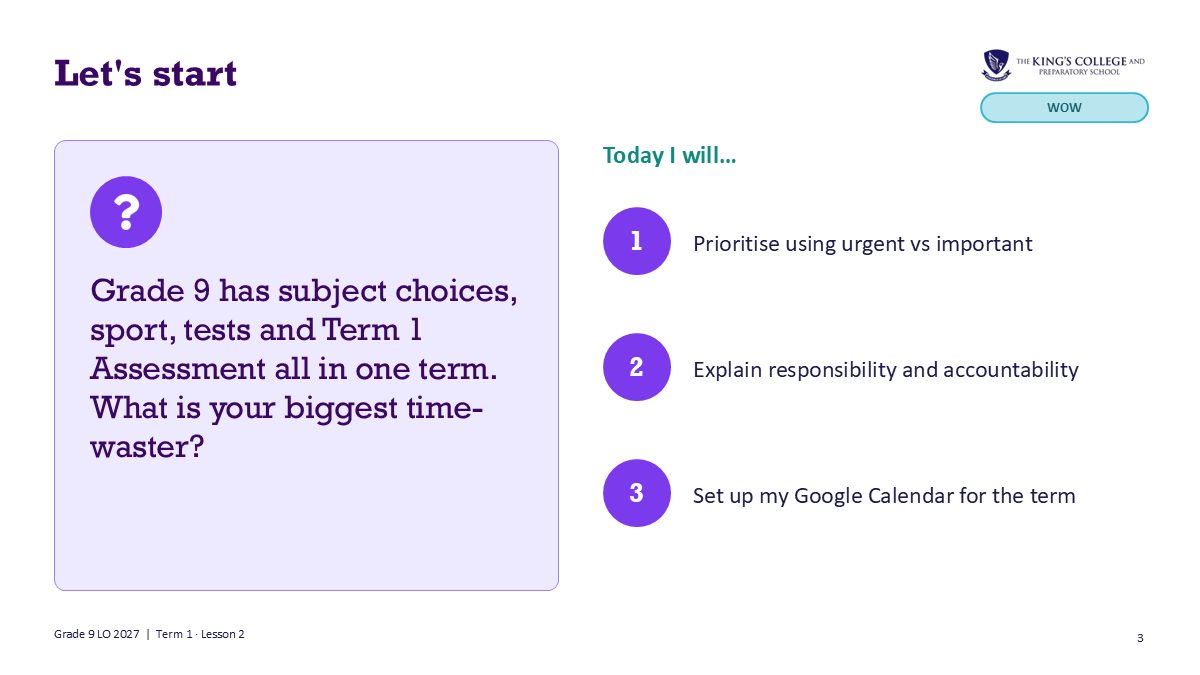 Let's start
THE KING'S COLLEGE AND
PREPARATORY SCHOOL
WOW
?
Grade 9 has subject choices,
sport, tests and Term 1
Assessment all in one term.
What is your biggest time-
waster?
Today I will...
1
Prioritise using urgent vs important
2
Explain responsibility and accountability
3
Set up my Google Calendar for the term
Grade 9 LO 2027 | Term 1 · Lesson 2
3